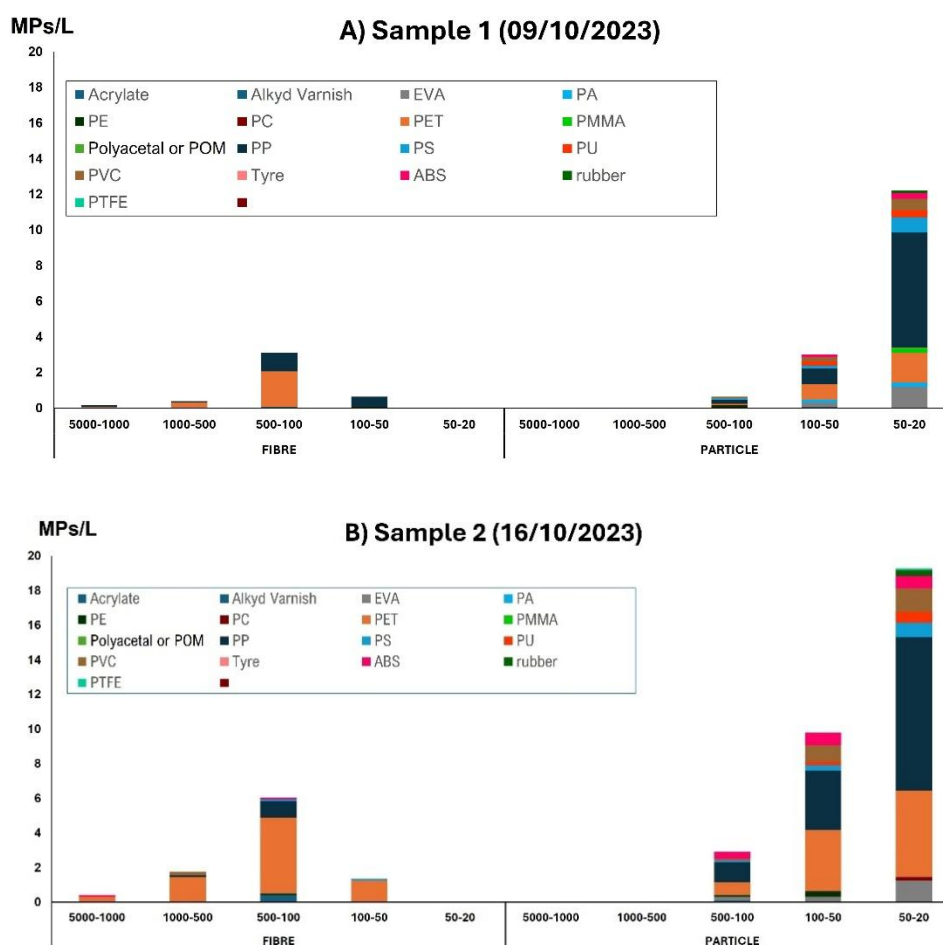 MPs/L
A) Sample 1 (09/10/2023)
20
18
16
14
12
10
8
6
4
2
0
Acrylate Alkyd Varnish EVA PA
PE PC PET PMMA
Polyacetal or POM PP PS PU
PVC Tyre ABS rubber
PTFE
5000-1000 1000-500 500-100 100-50 50-20 5000-1000 1000-500 500-100 100-50 50-20
FIBRE PARTICLE
MPs/L
B) Sample 2 (16/10/2023)
20
18
16
14
12
10
8
6
4
2
0
Acrylate Alkyd Varnish EVA PA
PE PC PET PMMA
Polyacetal or POM PP PS PU
PVC Tyre ABS rubber
PTFE
5000-1000 1000-500 500-100 100-50 50-20 5000-1000 1000-500 500-100 100-50 50-20
FIBRE PARTICLE